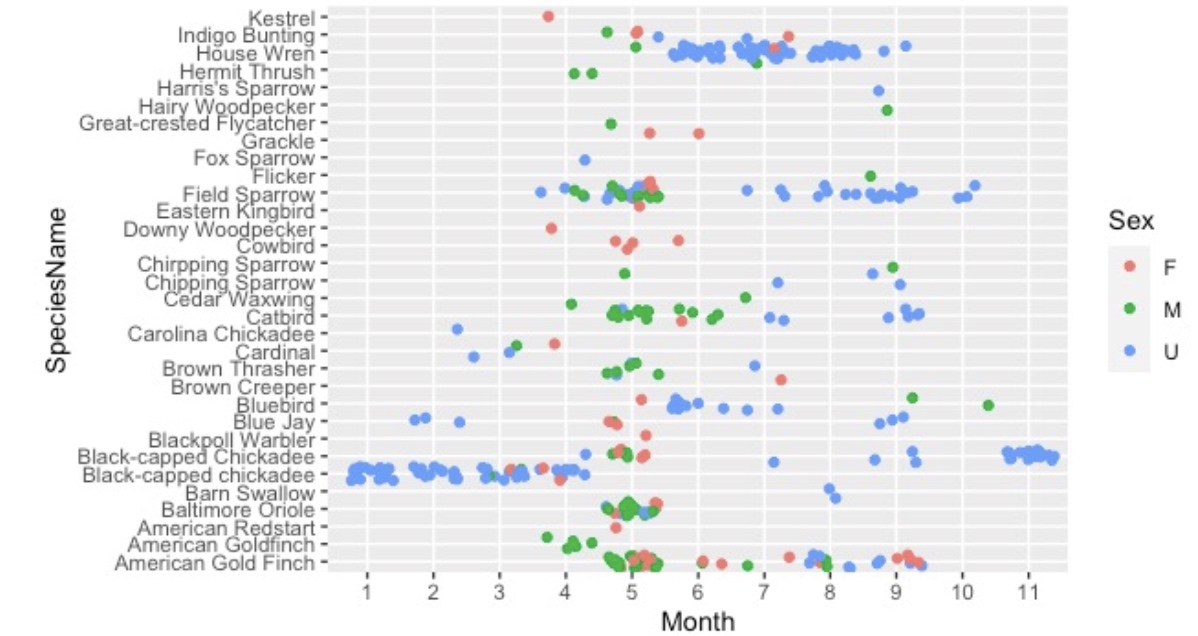 Kestrel
Indigo Bunting
House Wren
Hermit Thrush
Harris's Sparrow
Hairy Woodpecker
Great-crested Flycatcher
Grackle
Fox Sparrow
Flicker
Field Sparrow
Eastern Kingbird
Downy Woodpecker
Cowbird
Chirpping Sparrow
Chipping Sparrow
Cedar Waxwing
Catbird
Carolina Chickadee
Cardinal
Brown Thrasher
Brown Creeper
Bluebird
Blue Jay
Blackpoll Warbler
Black-capped Chickadee
Black-capped chickadee
Barn Swallow
Baltimore Oriole
American Redstart
American Goldfinch
American Gold Finch
SpeciesName
1 2 3 4 5 6 7 8 9 10 11
Month
Sex
F
M
U